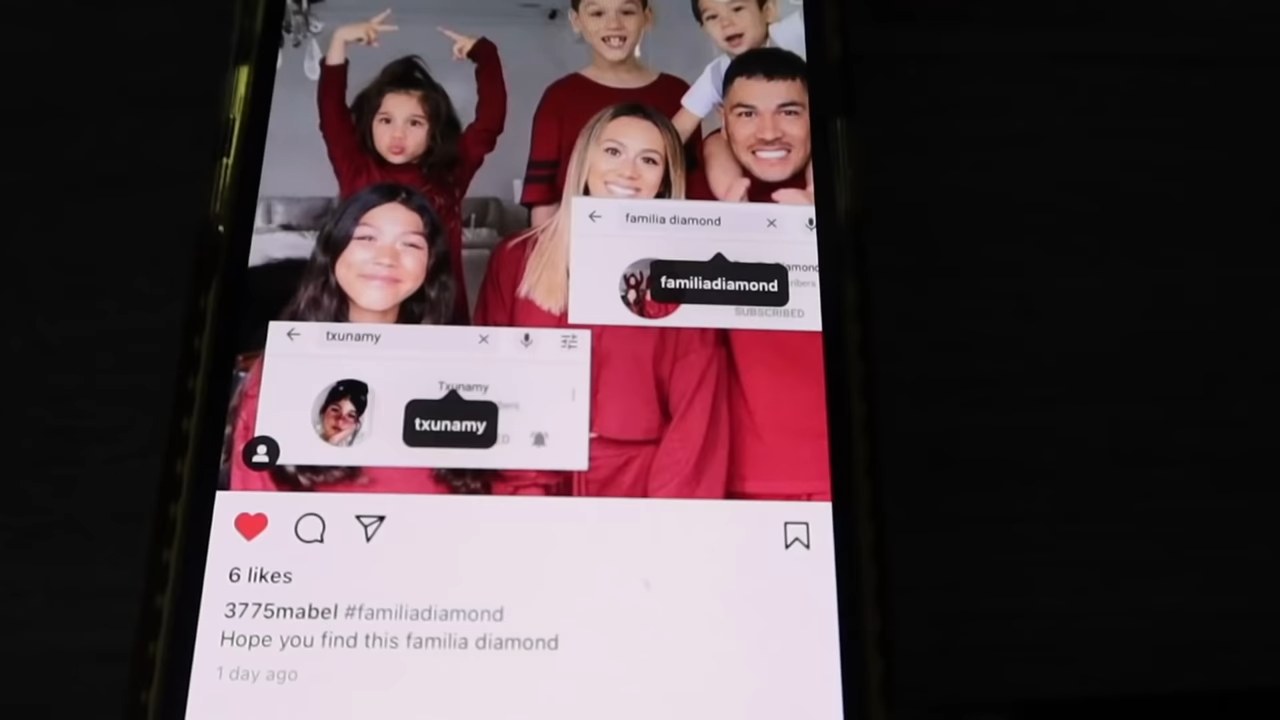 familia diamond
familiadiamond
SUBSCRIBED
txunamy
Txunamy
txunamy
6 likes
3775mabel #familiadiamond
Hope you find this familia diamond
1 day ago